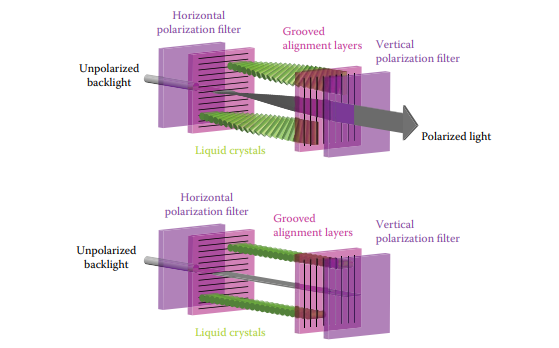 Horizontal
polarization filter
Grooved
alignment layers
Vertical
polarization filter
Unpolarized
backlight
Polarized light
Liquid crystals
Horizontal
polarization filter
Grooved
alignment layers
Vertical
polarization filter
Unpolarized
backlight
Liquid crystals